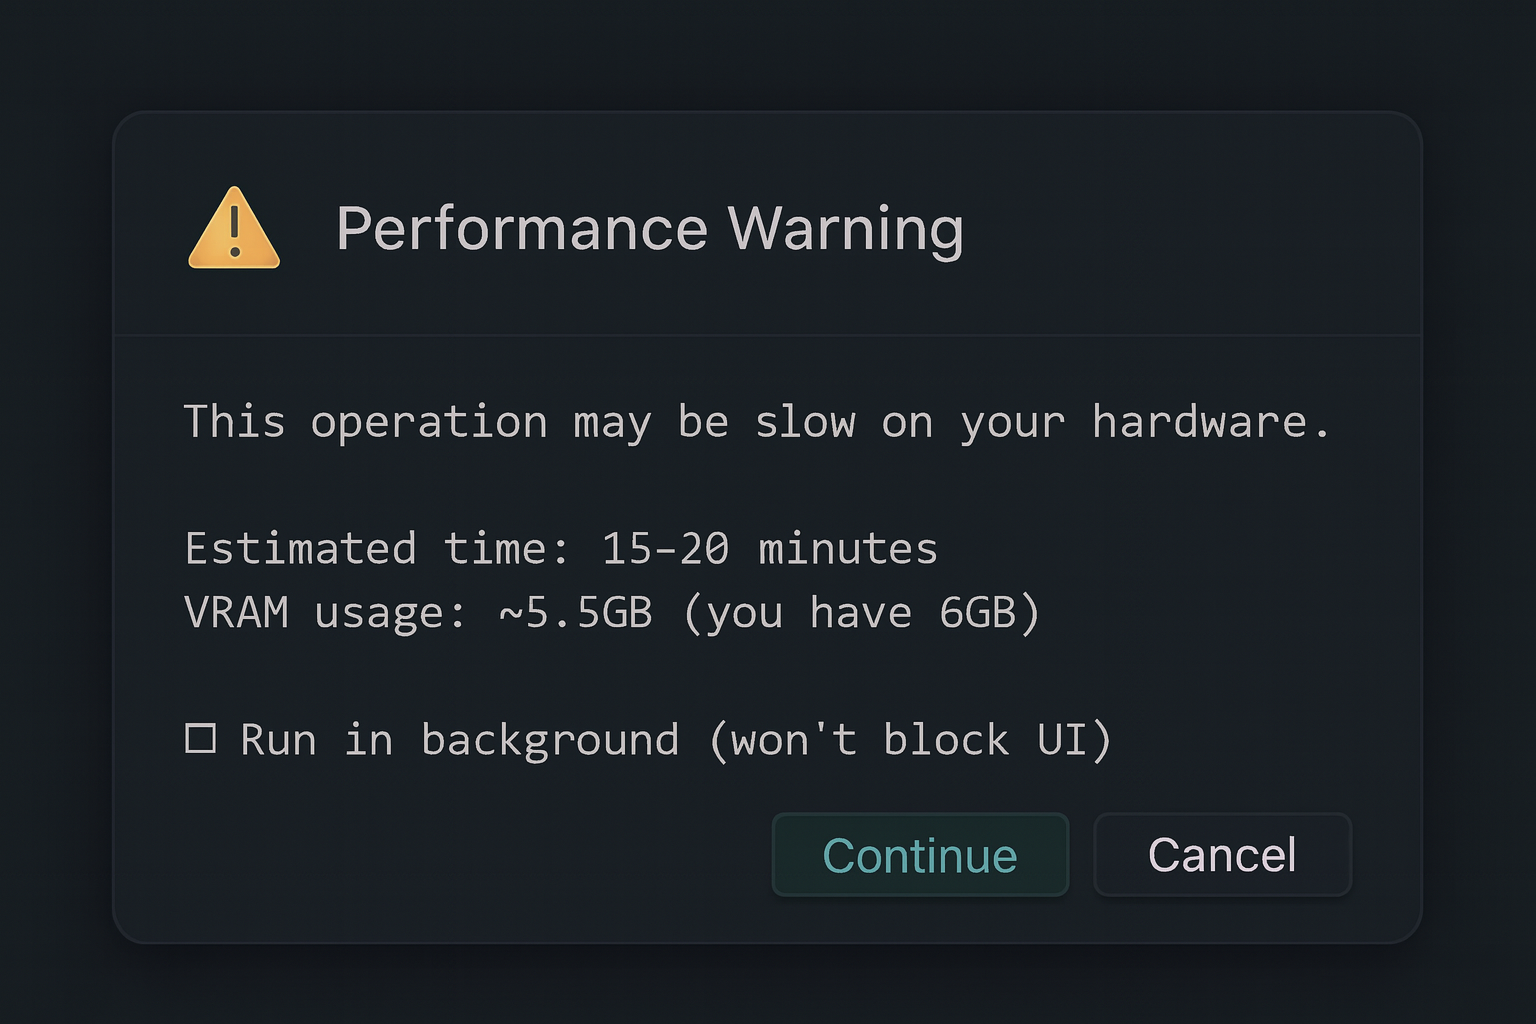 Performance Warning
This operation may be slow on your hardware.
Estimated time: 15–20 minutes
VRAM usage: ~5.5GB (you have 6GB)
☐ Run in background (won't block UI)
Continue
Cancel